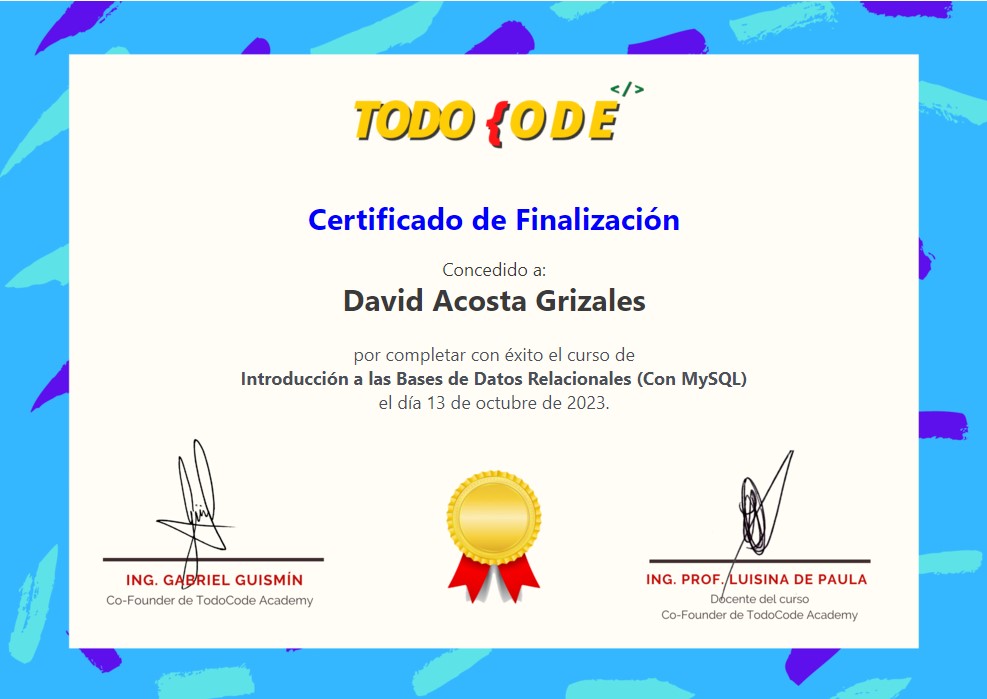 </>
TODO {ODE
Certificado de Finalización
Concedido a:
David Acosta Grizales
por completar con éxito el curso de
Introducción a las Bases de Datos Relacionales (Con MySQL)
el día 13 de octubre de 2023.
ING. GABRIEL GUISMÍN
Co-Founder de TodoCode Academy
ING. PROF. LUISINA DE PAULA
Docente del curso
Co-Founder de TodoCode Academy